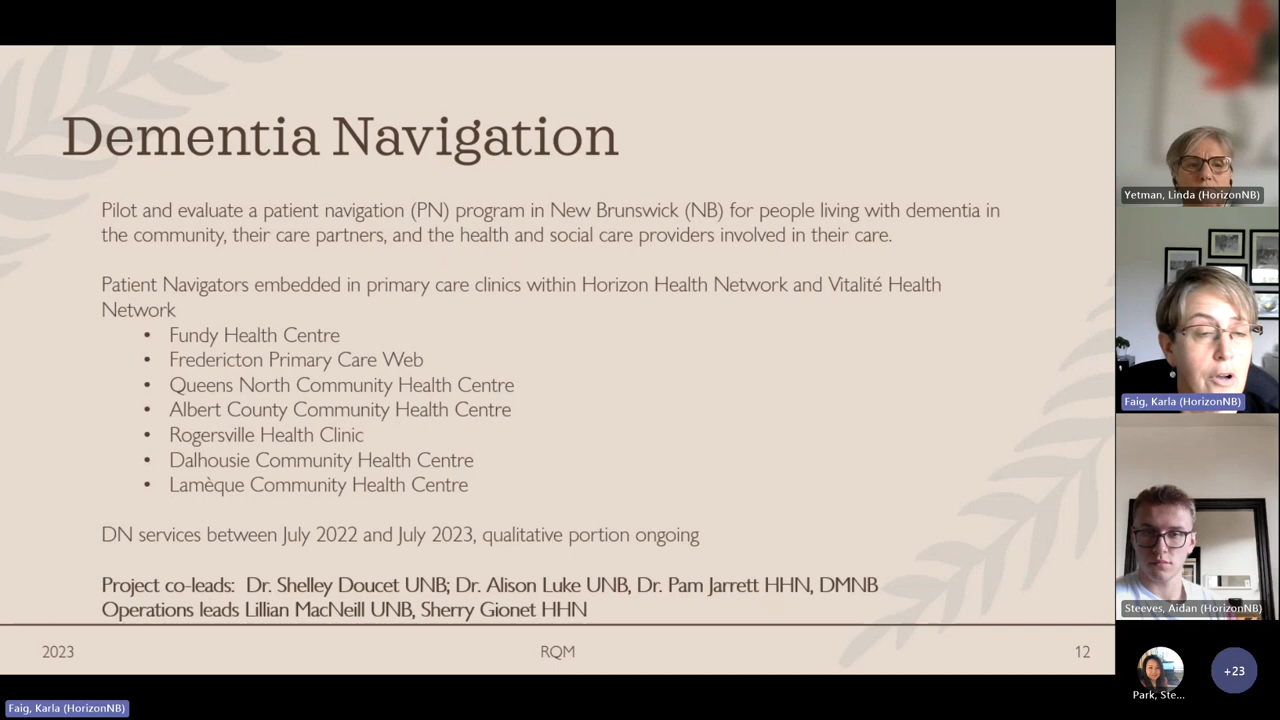 Dementia Navigation
Pilot and evaluate a patient navigation (PN) program in New Brunswick (NB) for people living with dementia in
the community, their care partners, and the health and social care providers involved in their care.
Patient Navigators embedded in primary care clinics within Horizon Health Network and Vitalité Health
Network
• Fundy Health Centre
• Fredericton Primary Care Web
• Queens North Community Health Centre
• Albert County Community Health Centre
• Rogersville Health Clinic
• Dalhousie Community Health Centre
• Lamèque Community Health Centre
DN services between July 2022 and July 2023, qualitative portion ongoing
Project co-leads: Dr. Shelley Doucet UNB; Dr. Alison Luke UNB, Dr. Pam Jarrett HHN, DMNB
Operations leads Lillian MacNeill UNB, Sherry Gionet HHN
2023
RQM
12
Faig, Karla (HorizonNB)
Yetman, Linda (HorizonNB)
Faig, Karla (HorizonNB)
Steeves, Aidan (HorizonNB)
Park, Ste...
+23